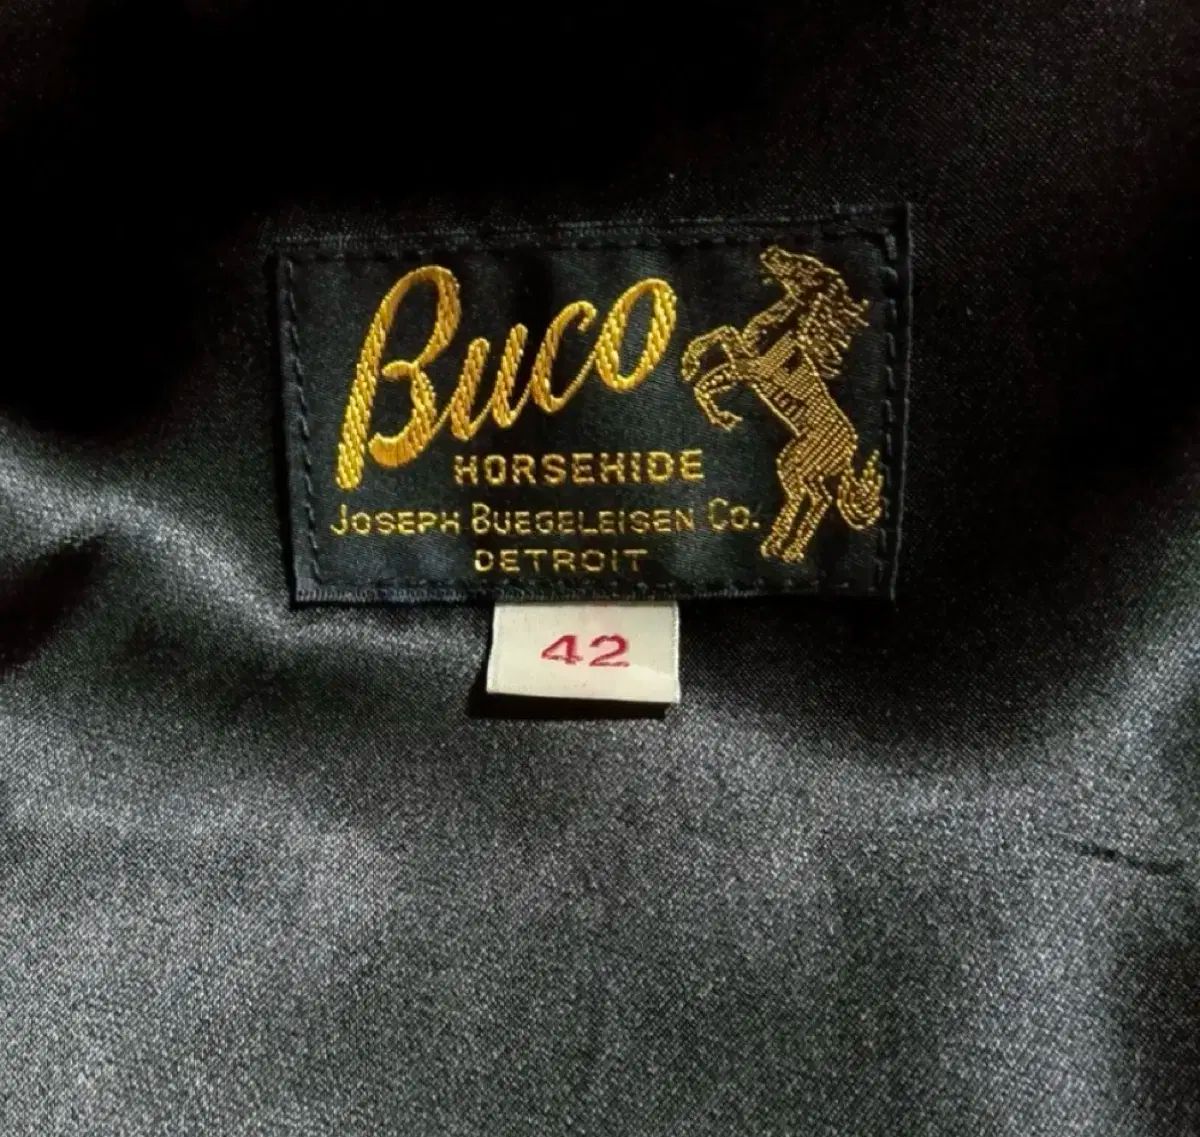 Buco
HORSEHIDE
JOSEPH BUEGELEISEN CO.
DETROIT
42